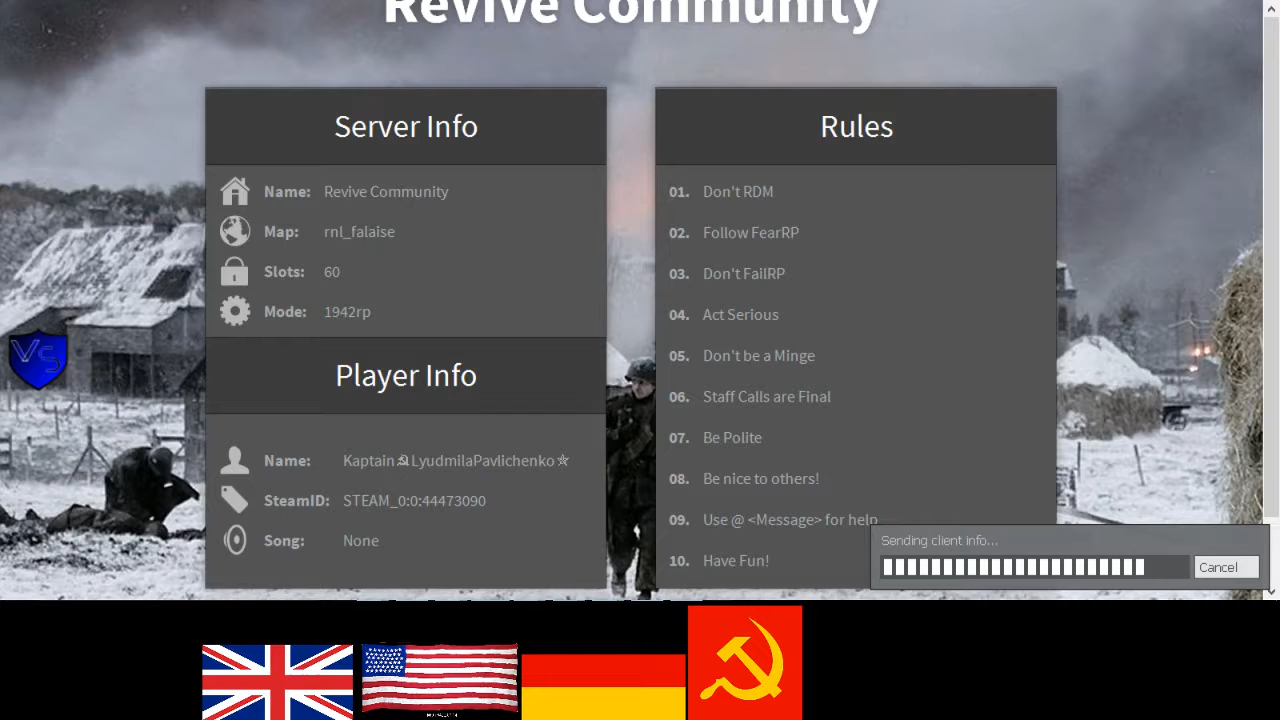 Revive Community
Server Info
Name: Revive Community
Map: rnl_falaise
Slots: 60
Mode: 1942rp
Player Info
Name: Kaptain☭LyudmilaPavlichenko✯
SteamID: STEAM_0:0:44473090
Song: None
Rules
01. Don't RDM
02. Follow FearRP
03. Don't FailRP
04. Act Serious
05. Don't be a Minge
06. Staff Calls are Final
07. Be Polite
08. Be nice to others!
09. Use @ <Message> for help
10. Have Fun!
Sending client info...
Cancel
VS